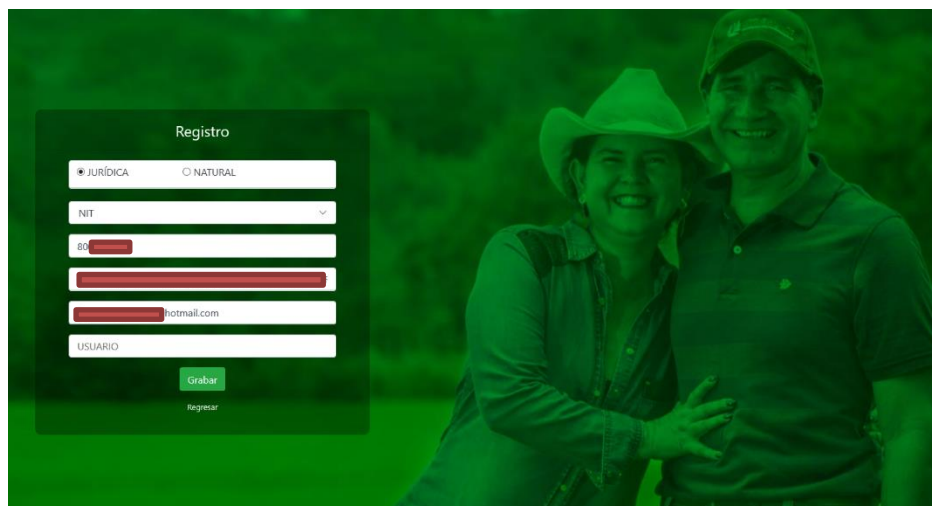 Registro
JURÍDICA NATURAL
NIT
80
hotmail.com
USUARIO
Grabar
Regresar